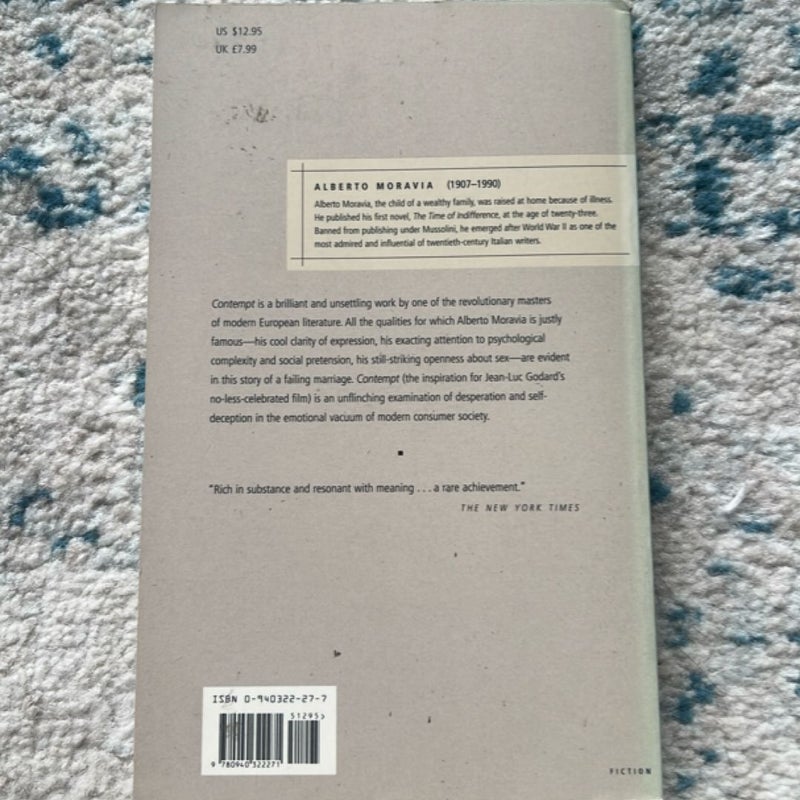 US $12.95
UK £7.99
ALBERTO MORAVIA (1907–1990)
Alberto Moravia, the child of a wealthy family, was raised at home because of illness.
He published his first novel, The Time of Indifference, at the age of twenty-three.
Banned from publishing under Mussolini, he emerged after World War II as one of the
most admired and influential of twentieth-century Italian writers.
Contempt is a brilliant and unsettling work by one of the revolutionary masters
of modern European literature. All the qualities for which Alberto Moravia is justly
famous—his cool clarity of expression, his exacting attention to psychological
complexity and social pretension, his still-striking openness about sex—are evident
in this story of a failing marriage. Contempt (the inspiration for Jean-Luc Godard's
no-less-celebrated film) is an unflinching examination of desperation and self-
deception in the emotional vacuum of modern consumer society.
"Rich in substance and resonant with meaning . . . a rare achievement."
THE NEW YORK TIMES
ISBN 0-940322-27-7
51295>
9 780940 322271
FICTION